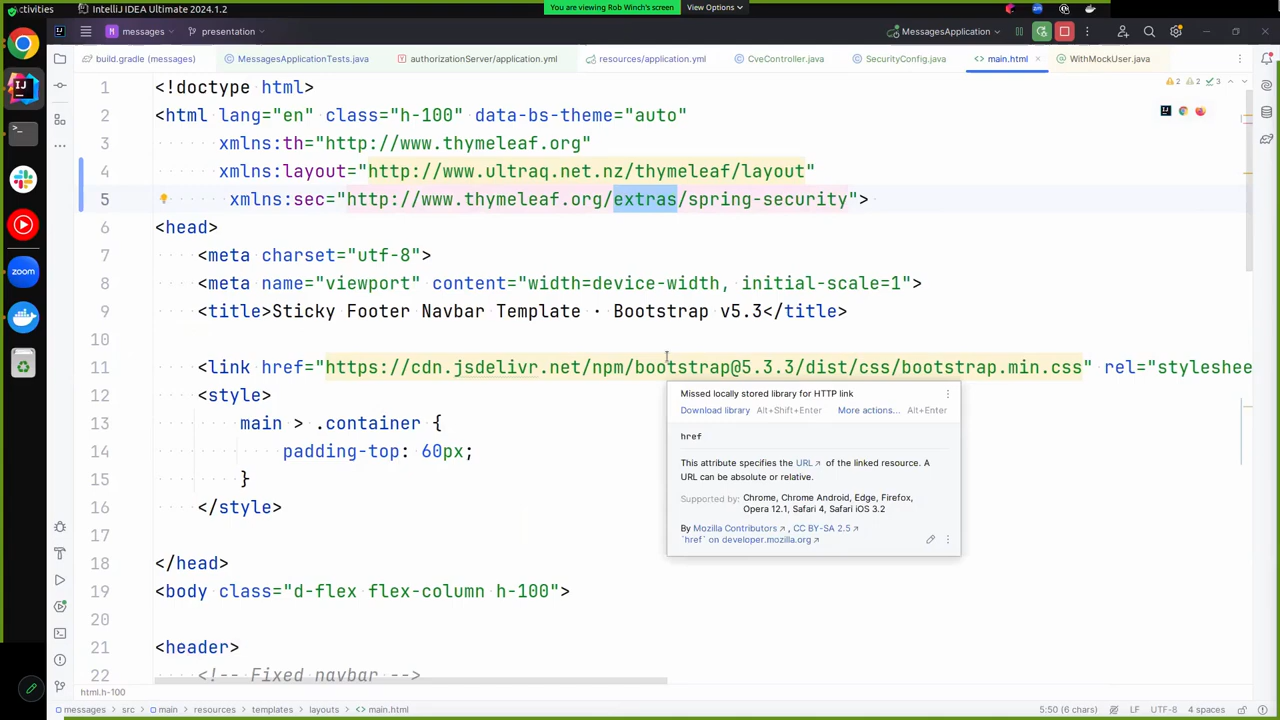 Activities
IntelliJ IDEA Ultimate 2024.1.2
You are viewing Rob Winch's screen
View Options
messages
presentation
MessagesApplication
build.gradle (messages)
MessagesApplicationTests.java
authorizationServer/application.yml
resources/application.yml
CveController.java
SecurityConfig.java
main.html
WithMockUser.java
2 2 3
1 <!doctype html>
2 <html lang="en" class="h-100" data-bs-theme="auto"
3 xmlns:th="http://www.thymeleaf.org"
4 xmlns:layout="http://www.ultraq.net.nz/thymeleaf/layout"
5 xmlns:sec="http://www.thymeleaf.org/extras/spring-security">
6 <head>
7 <meta charset="utf-8">
8 <meta name="viewport" content="width=device-width, initial-scale=1">
9 <title>Sticky Footer Navbar Template · Bootstrap v5.3</title>
10
11 <link href="https://cdn.jsdelivr.net/npm/bootstrap@5.3.3/dist/css/bootstrap.min.css" rel="styleshee
12 <style>
13 main > .container {
14 padding-top: 60px;
15 }
16 </style>
17
18 </head>
19 <body class="d-flex flex-column h-100">
20
21 <header>
22 <!-- Fixed navbar -->
Missed locally stored library for HTTP link
Download library Alt+Shift+Enter More actions... Alt+Enter
href
This attribute specifies the URL of the linked resource. A
URL can be absolute or relative.
Supported by: Chrome, Chrome Android, Edge, Firefox,
Opera 12.1, Safari 4, Safari iOS 3.2
By Mozilla Contributors , CC BY-SA 2.5
`href` on developer.mozilla.org
zoom
html.h-100
messages > src > main > resources > templates > layouts > main.html
5:50 (6 chars)
LF
UTF-8
4 spaces